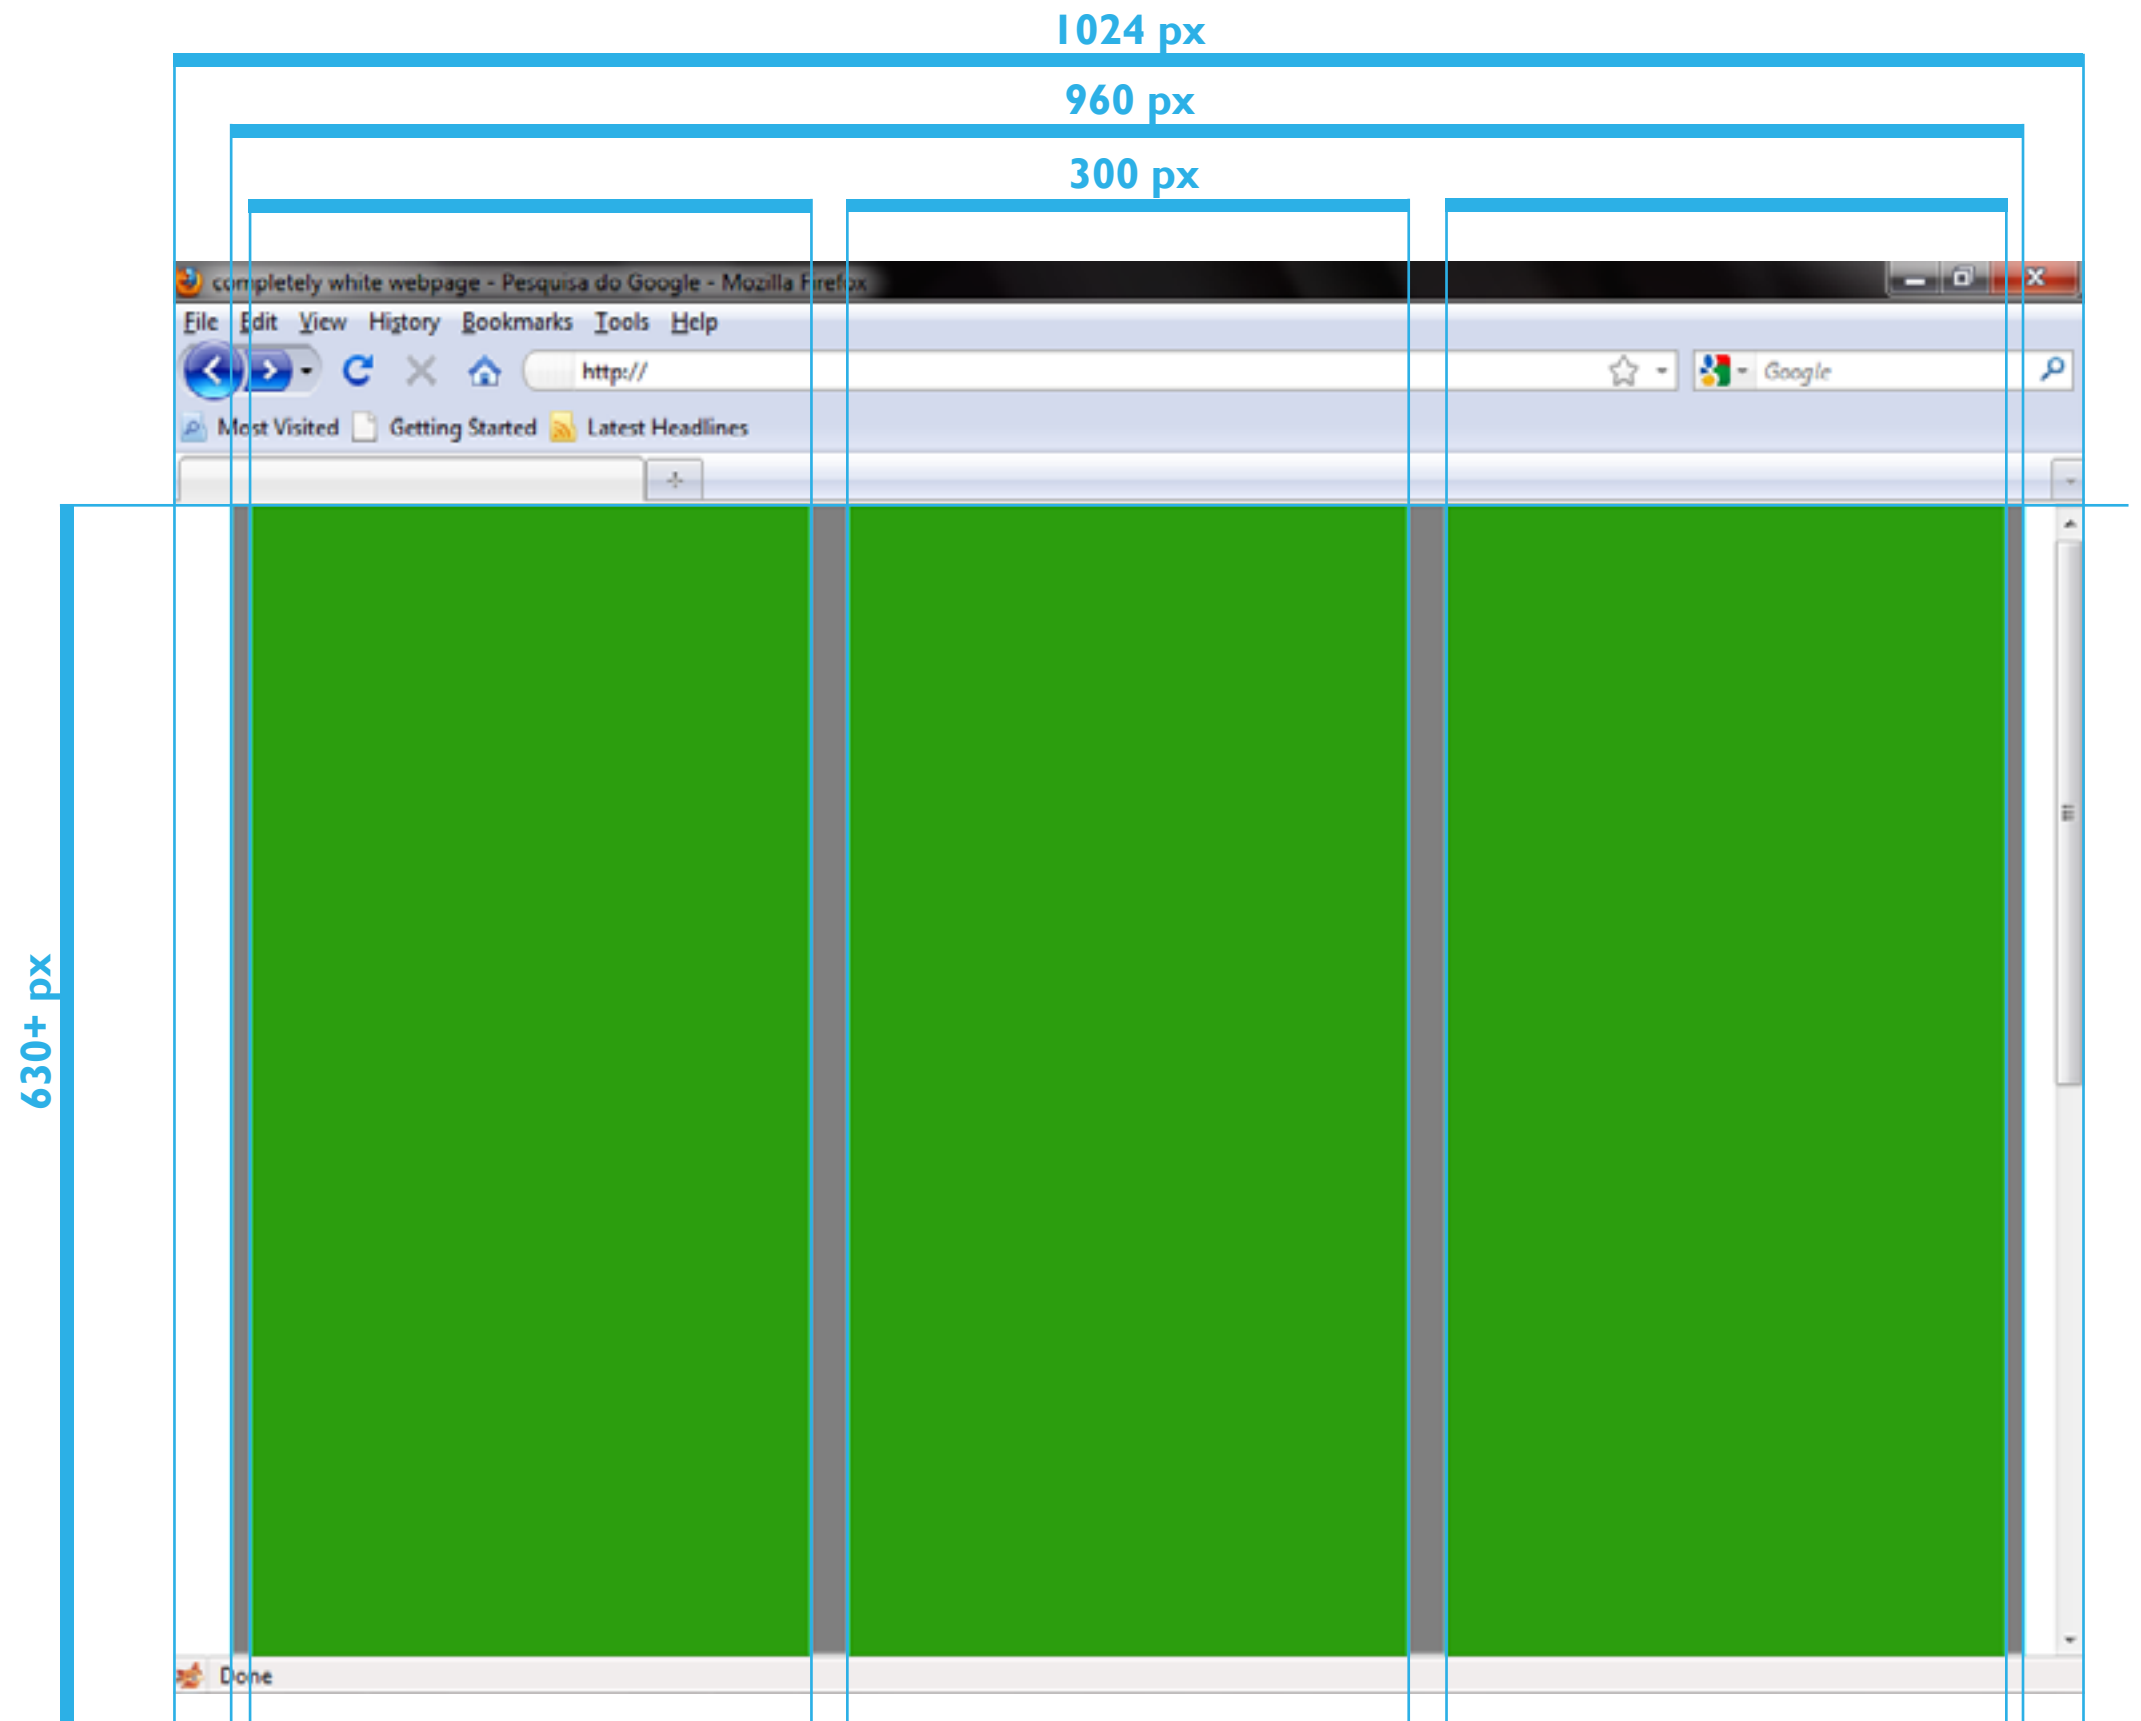 1024 px
960 px
300 px
completely white webpage - Pesquisa do Google - Mozilla Firefox
File Edit View History Bookmarks Tools Help
http://
Google
Most Visited Getting Started Latest Headlines
630+ px
Done